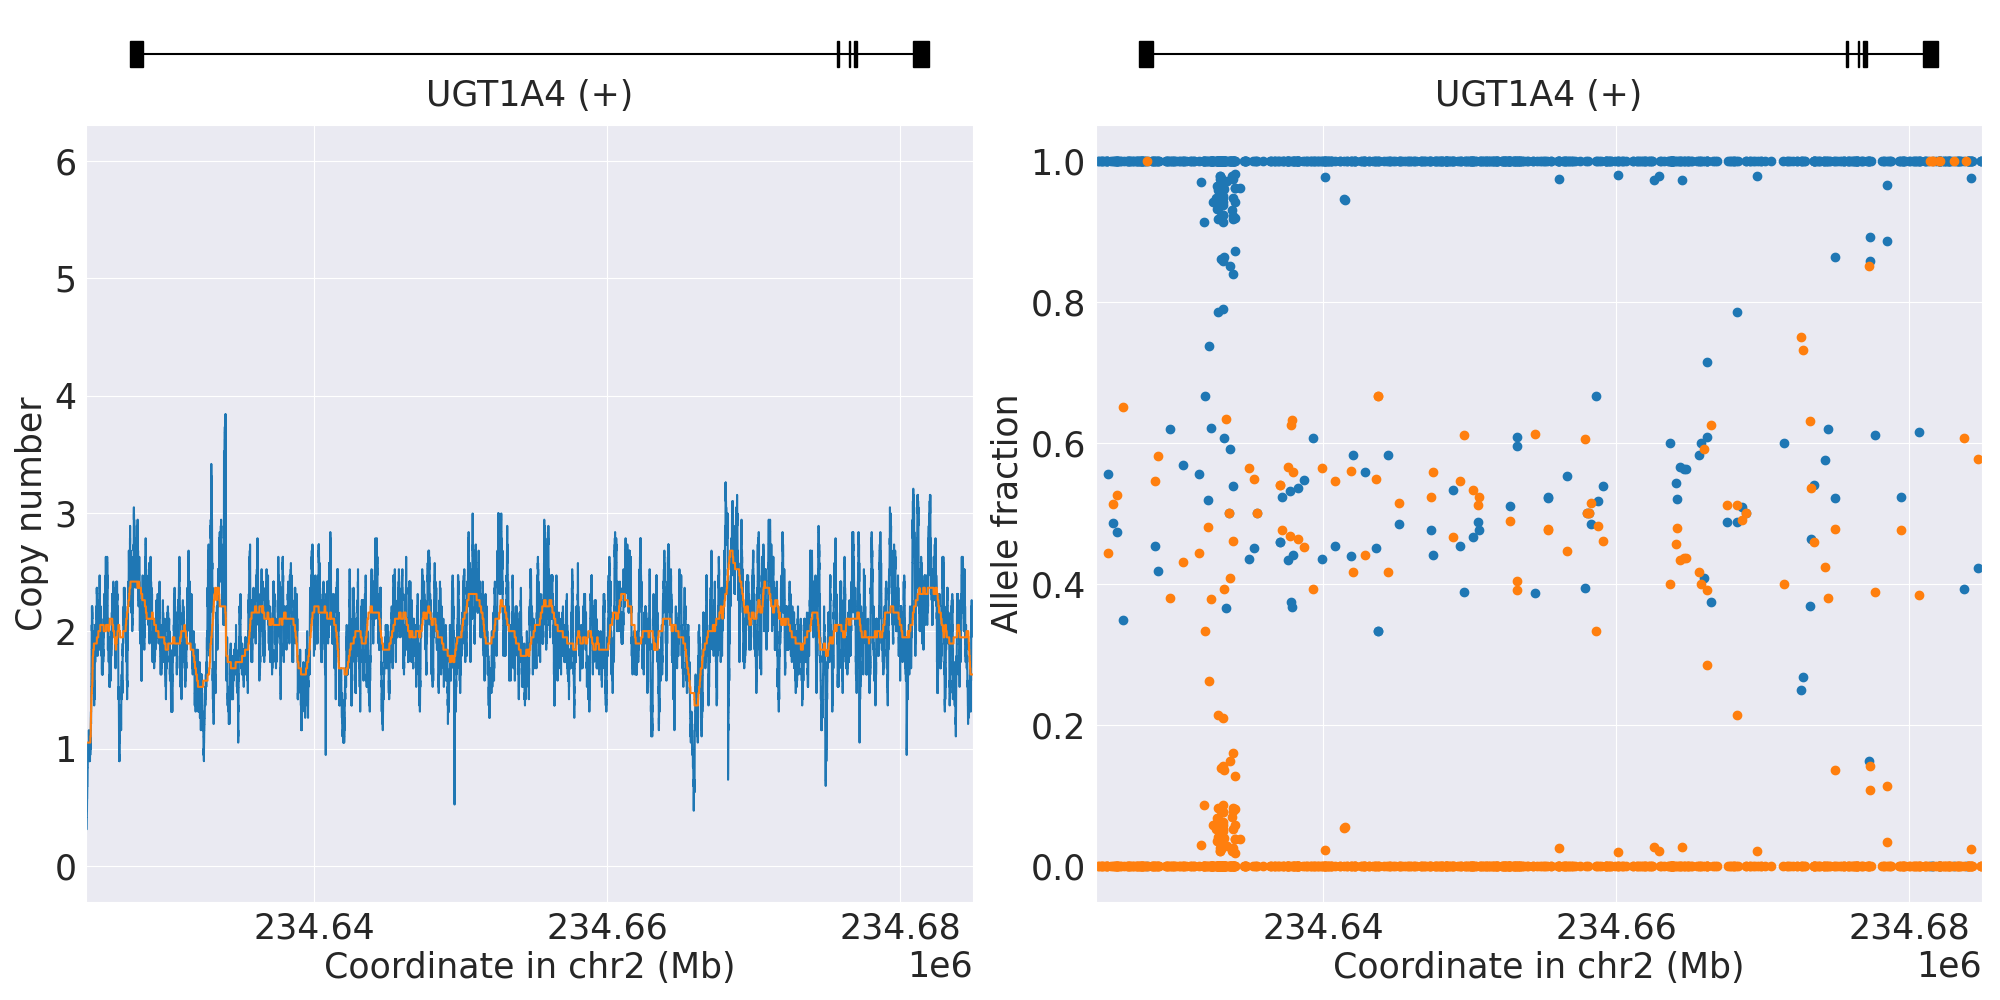 UGT1A4 (+)
6
5
4
3
2
1
0
Copy number
234.64 234.66 234.68
1e6
Coordinate in chr2 (Mb)
UGT1A4 (+)
1.0
0.8
0.6
0.4
0.2
0.0
Allele fraction
234.64 234.66 234.68
1e6
Coordinate in chr2 (Mb)